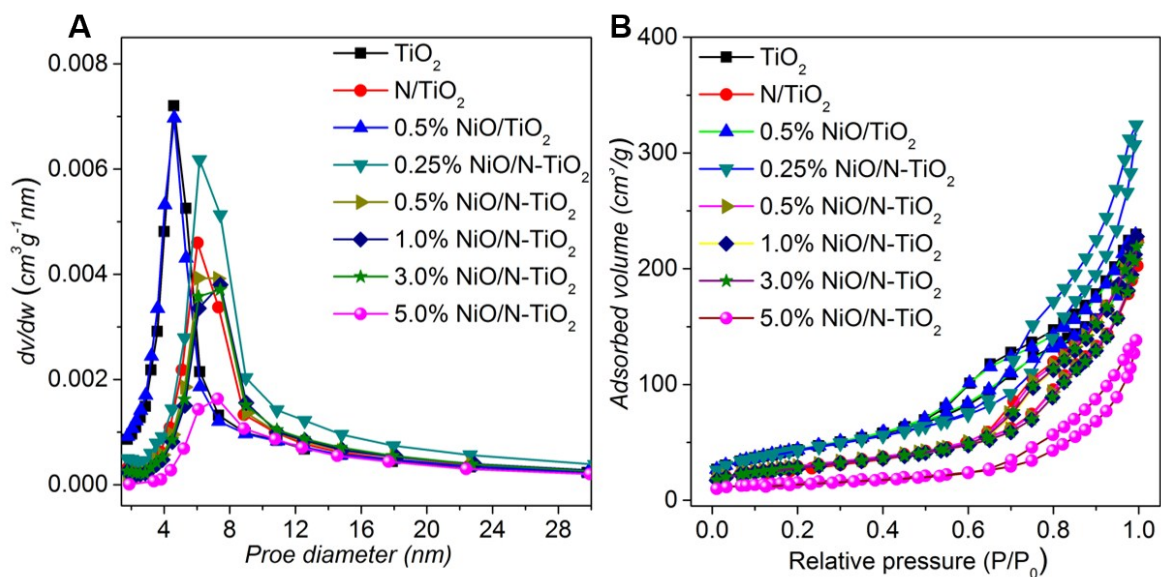 A
0.008
0.006
0.004
0.002
0.000
4
8
12
16
20
24
28
dv/dw (cm³g⁻¹nm)
Proe diameter (nm)
TiO₂
N/TiO₂
0.5% NiO/TiO₂
0.25% NiO/N-TiO₂
0.5% NiO/N-TiO₂
1.0% NiO/N-TiO₂
3.0% NiO/N-TiO₂
5.0% NiO/N-TiO₂
B
400
300
200
100
0
0.0
0.2
0.4
0.6
0.8
1.0
Adsorbed volume (cm³/g)
Relative pressure (P/P₀)
TiO₂
N/TiO₂
0.5% NiO/TiO₂
0.25% NiO/N-TiO₂
0.5% NiO/N-TiO₂
1.0% NiO/N-TiO₂
3.0% NiO/N-TiO₂
5.0% NiO/N-TiO₂